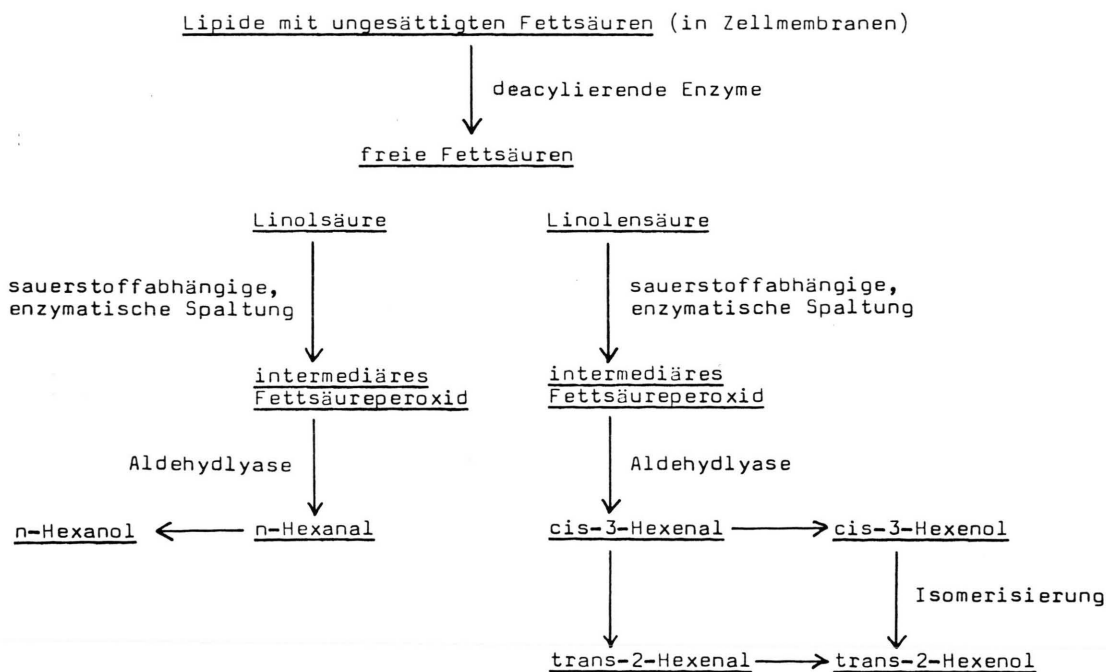 Lipide mit ungesättigten Fettsäuren (in Zellmembranen)
deacylierende Enzyme
freie Fettsäuren
Linolsäure
Linolensäure
sauerstoffabhängige,
enzymatische Spaltung
sauerstoffabhängige,
enzymatische Spaltung
intermediäres
Fettsäureperoxid
intermediäres
Fettsäureperoxid
Aldehydlyase
Aldehydlyase
n-Hexanol
n-Hexanal
cis-3-Hexenal
cis-3-Hexenol
Isomerisierung
trans-2-Hexenal
trans-2-Hexenol